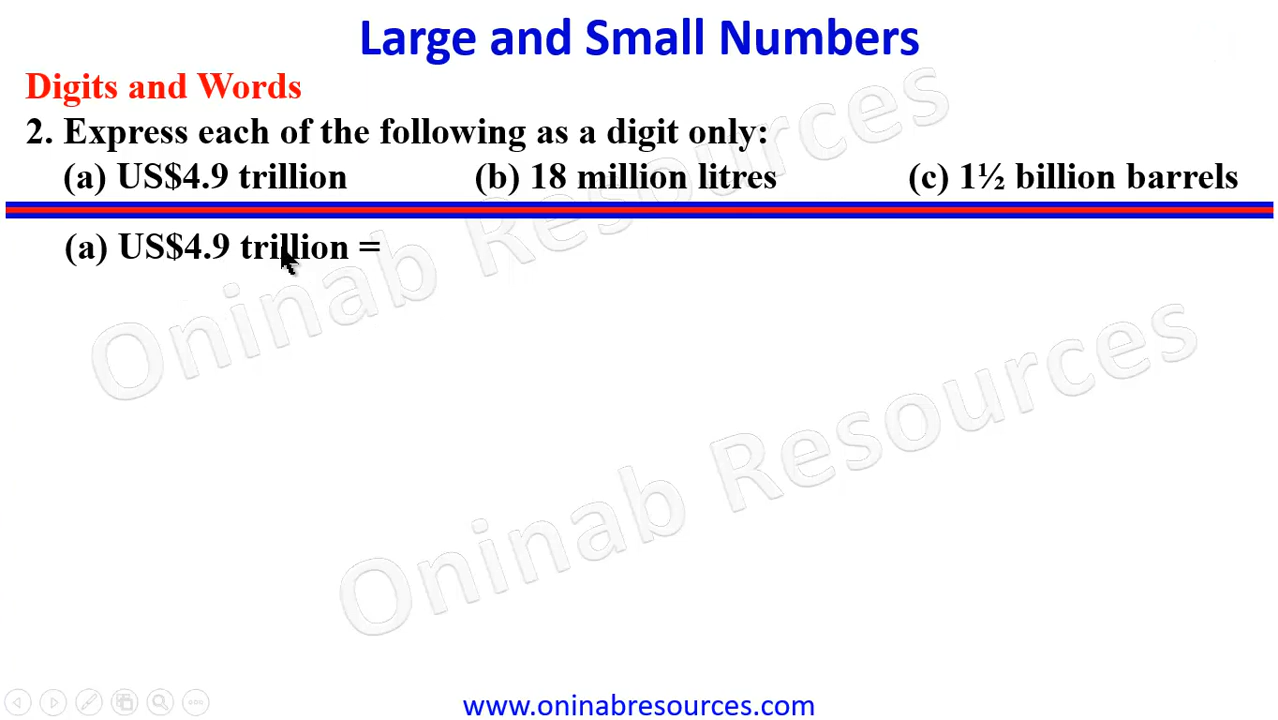 Large and Small Numbers
Digits and Words
2. Express each of the following as a digit only:
(a) US$4.9 trillion (b) 18 million litres (c) 1½ billion barrels
(a) US$4.9 trillion =
Oninab Resources
Oninab Resources
www.oninabresources.com